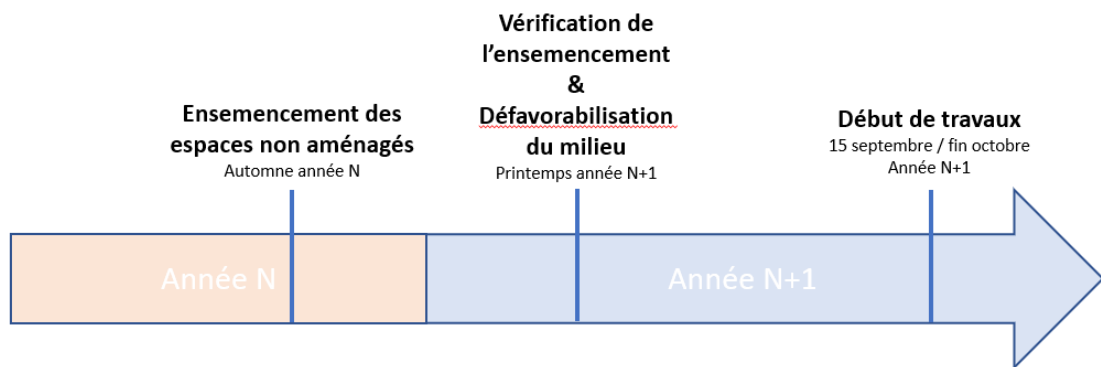 Vérification de
l’ensemencement
&
Défavorabilisation
du milieu
Printemps année N+1
Ensemencement des
espaces non aménagés
Automne année N
Début de travaux
15 septembre / fin octobre
Année N+1
Année N
Année N+1